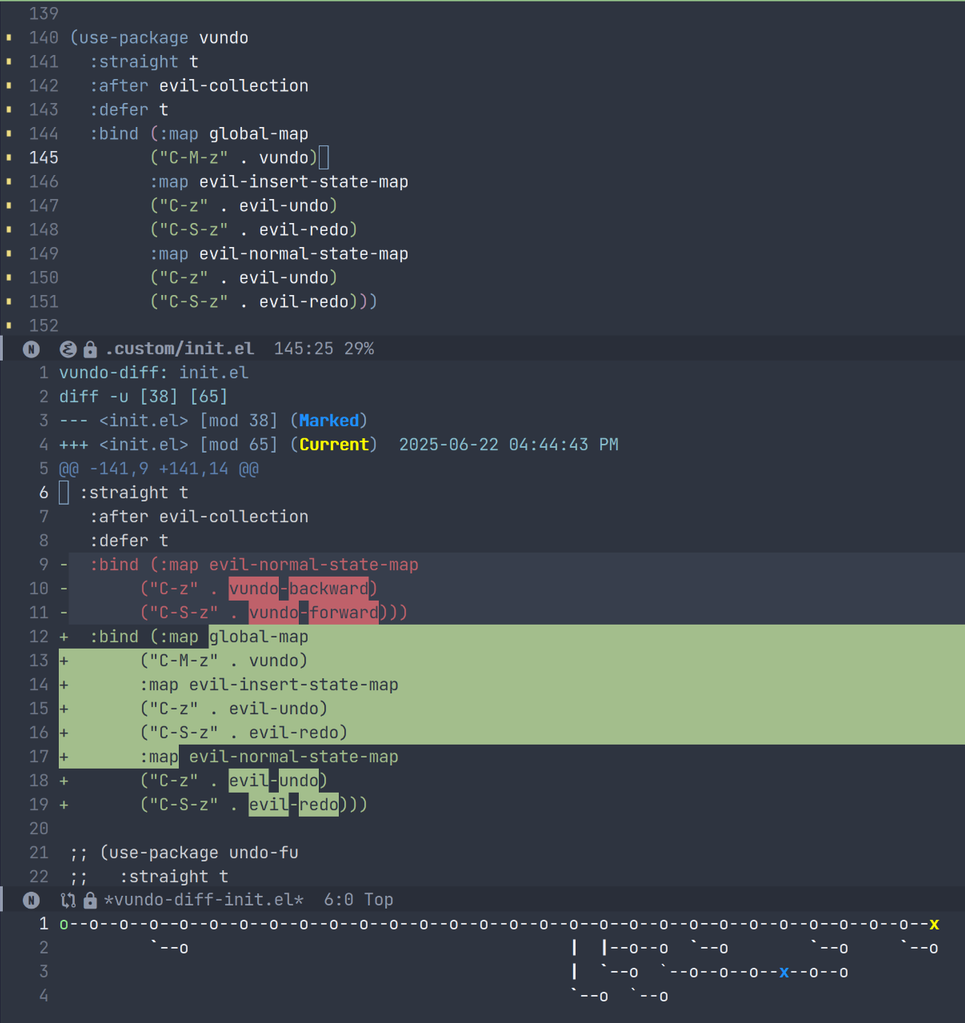 139
140 (use-package vundo
141   :straight t
142   :after evil-collection
143   :defer t
144   :bind (:map global-map
145         ("C-M-z" . vundo)
146         :map evil-insert-state-map
147         ("C-z" . evil-undo)
148         ("C-S-z" . evil-redo)
149         :map evil-normal-state-map
150         ("C-z" . evil-undo)
151         ("C-S-z" . evil-redo)))
152
N .custom/init.el  145:25 29%
1 vundo-diff: init.el
2 diff -u [38] [65]
3 --- <init.el> [mod 38] (Marked)
4 +++ <init.el> [mod 65] (Current)  2025-06-22 04:44:43 PM
5 @@ -141,9 +141,14 @@
6   :straight t
7    :after evil-collection
8    :defer t
9 -  :bind (:map evil-normal-state-map
10 -       ("C-z" . vundo-backward)
11 -       ("C-S-z" . vundo-forward)))
12 +  :bind (:map global-map
13 +       ("C-M-z" . vundo)
14 +       :map evil-insert-state-map
15 +       ("C-z" . evil-undo)
16 +       ("C-S-z" . evil-redo)
17 +       :map evil-normal-state-map
18 +       ("C-z" . evil-undo)
19 +       ("C-S-z" . evil-redo)))
20
21  ;; (use-package undo-fu
22  ;;   :straight t
N *vundo-diff-init.el*  6:0 Top
1 o--o--o--o--o--o--o--o--o--o--o--o--o--o--o--o--o--o--o--o--o--o--o--o--o--o--o--o--o--x
2          `--o                                      |  |--o--o  `--o        `--o     `--o
3                                                    |  `--o  `--o--o--o--x--o--o
4                                                    `--o  `--o